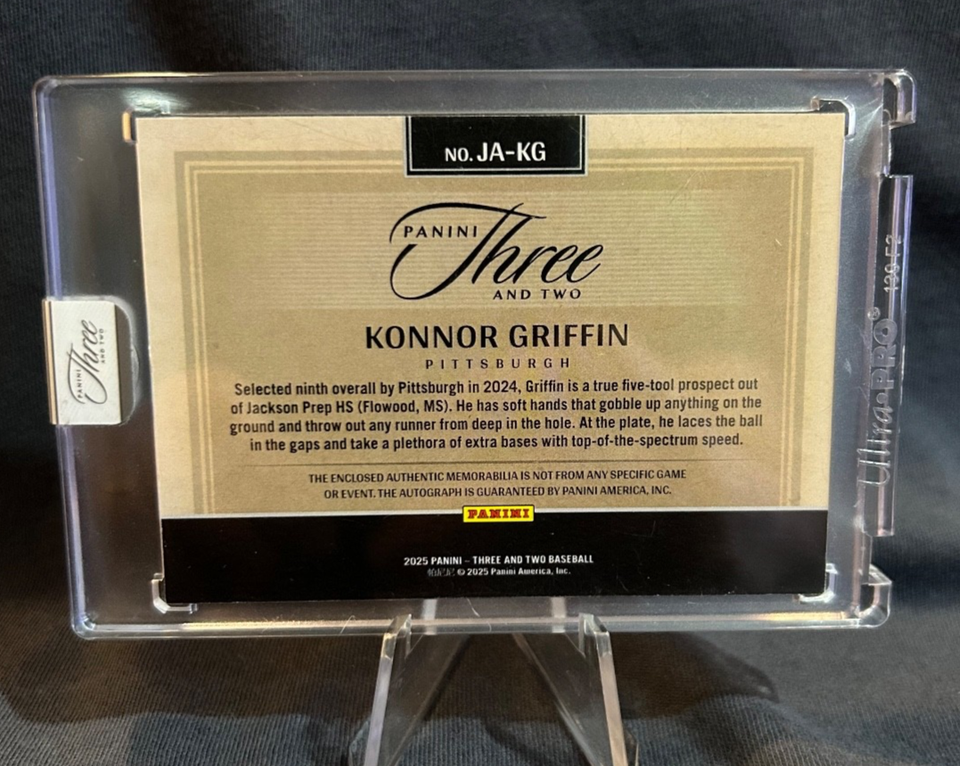 NO. JA-KG
PANINI
Three
AND TWO
KONNOR GRIFFIN
PITTSBURGH
Selected ninth overall by Pittsburgh in 2024, Griffin is a true five-tool prospect out
of Jackson Prep HS (Flowood, MS). He has soft hands that gobble up anything on the
ground and throw out any runner from deep in the hole. At the plate, he laces the ball
in the gaps and take a plethora of extra bases with top-of-the-spectrum speed.
THE ENCLOSED AUTHENTIC MEMORABILIA IS NOT FROM ANY SPECIFIC GAME
OR EVENT. THE AUTOGRAPH IS GUARANTEED BY PANINI AMERICA, INC.
PANINI
2025 PANINI – THREE AND TWO BASEBALL
© 2025 Panini America, Inc.
PANINI
Three
AND TWO
Ultra·PRO®